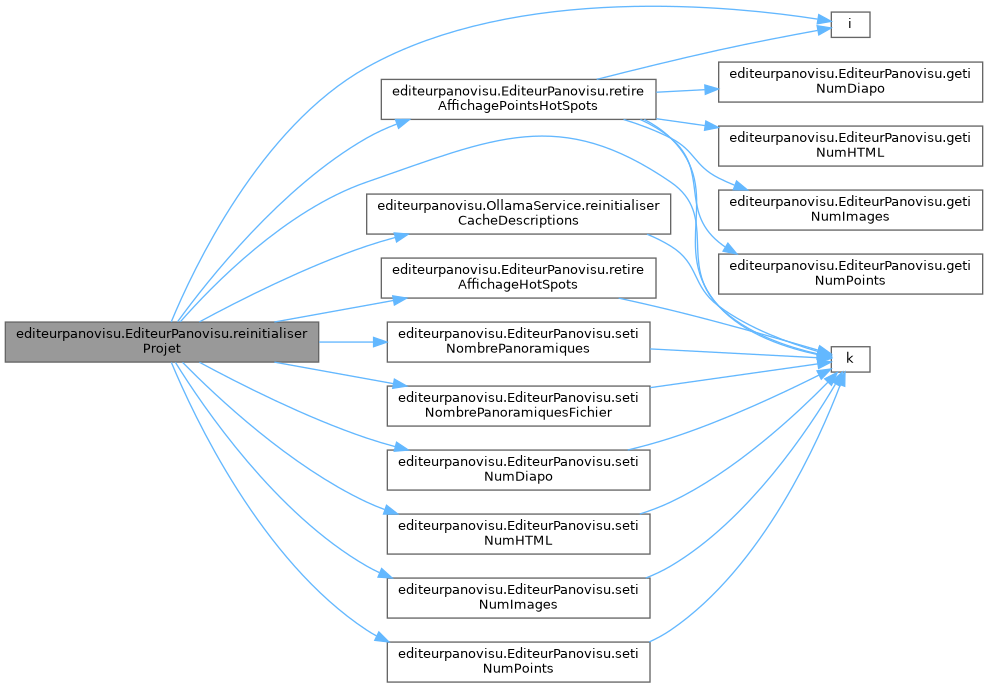 editeurpanovisu.EditeurPanovisu.reinitialiser
Projet
i
editeurpanovisu.EditeurPanovisu.retire
AffichagePointsHotSpots
editeurpanovisu.EditeurPanovisu.geti
NumDiapo
editeurpanovisu.EditeurPanovisu.geti
NumHTML
editeurpanovisu.EditeurPanovisu.geti
NumImages
editeurpanovisu.EditeurPanovisu.geti
NumPoints
editeurpanovisu.OllamaService.reinitialiser
CacheDescriptions
editeurpanovisu.EditeurPanovisu.retire
AffichageHotSpots
editeurpanovisu.EditeurPanovisu.seti
NombrePanoramiques
k
editeurpanovisu.EditeurPanovisu.seti
NombrePanoramiquesFichier
editeurpanovisu.EditeurPanovisu.seti
NumDiapo
editeurpanovisu.EditeurPanovisu.seti
NumHTML
editeurpanovisu.EditeurPanovisu.seti
NumImages
editeurpanovisu.EditeurPanovisu.seti
NumPoints